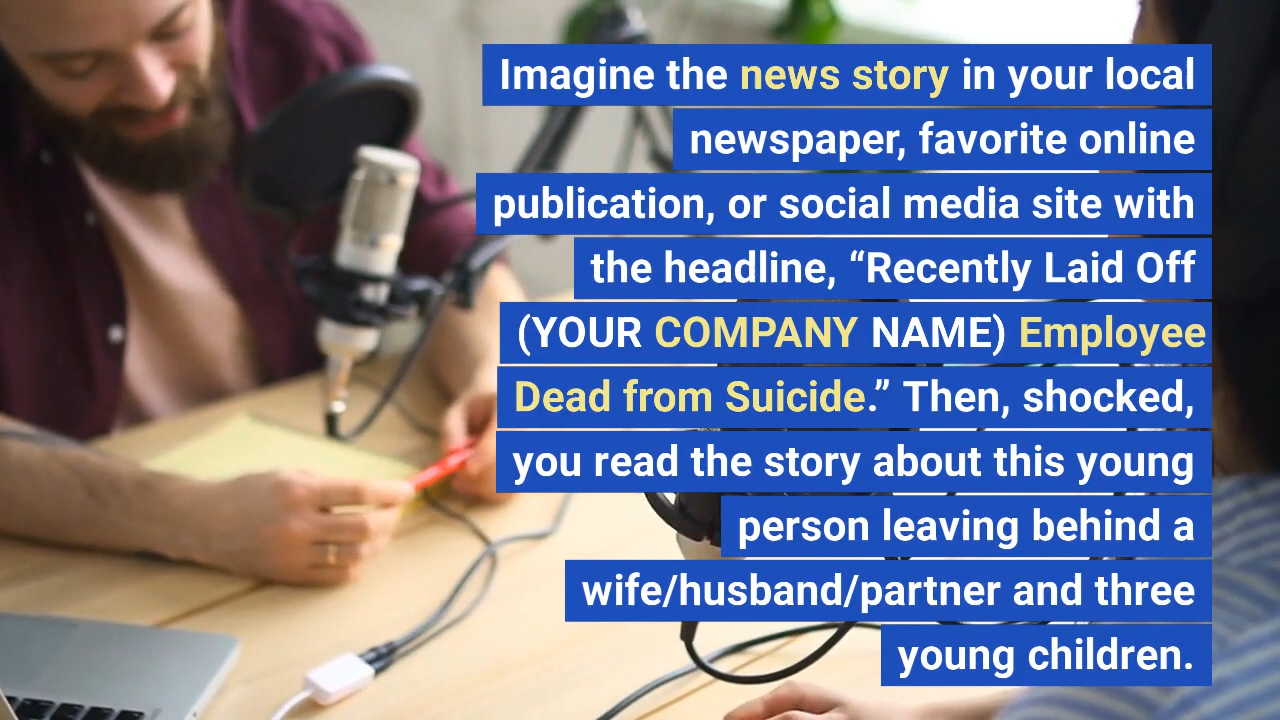 Imagine the news story in your local
newspaper, favorite online
publication, or social media site with
the headline, “Recently Laid Off
(YOUR COMPANY NAME) Employee
Dead from Suicide.” Then, shocked,
you read the story about this young
person leaving behind a
wife/husband/partner and three
young children.